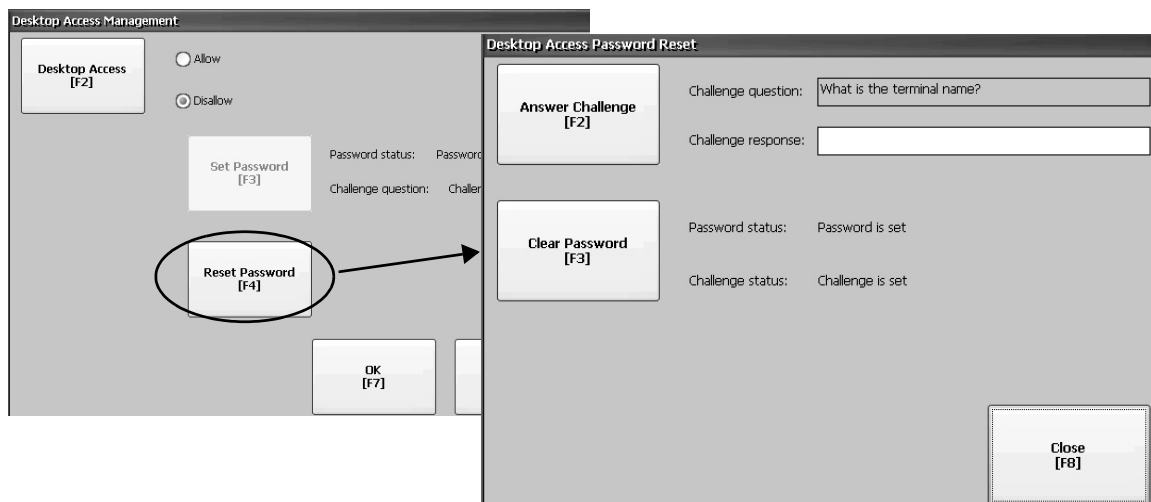 Desktop Access Management
Desktop Access
[F2]
Allow
Disallow
Set Password
[F3]
Password status: Password
Challenge question: Challen
Reset Password
[F4]
OK
[F7]
Desktop Access Password Reset
Answer Challenge
[F2]
Challenge question: What is the terminal name?
Challenge response:
Clear Password
[F3]
Password status: Password is set
Challenge status: Challenge is set
Close
[F8]